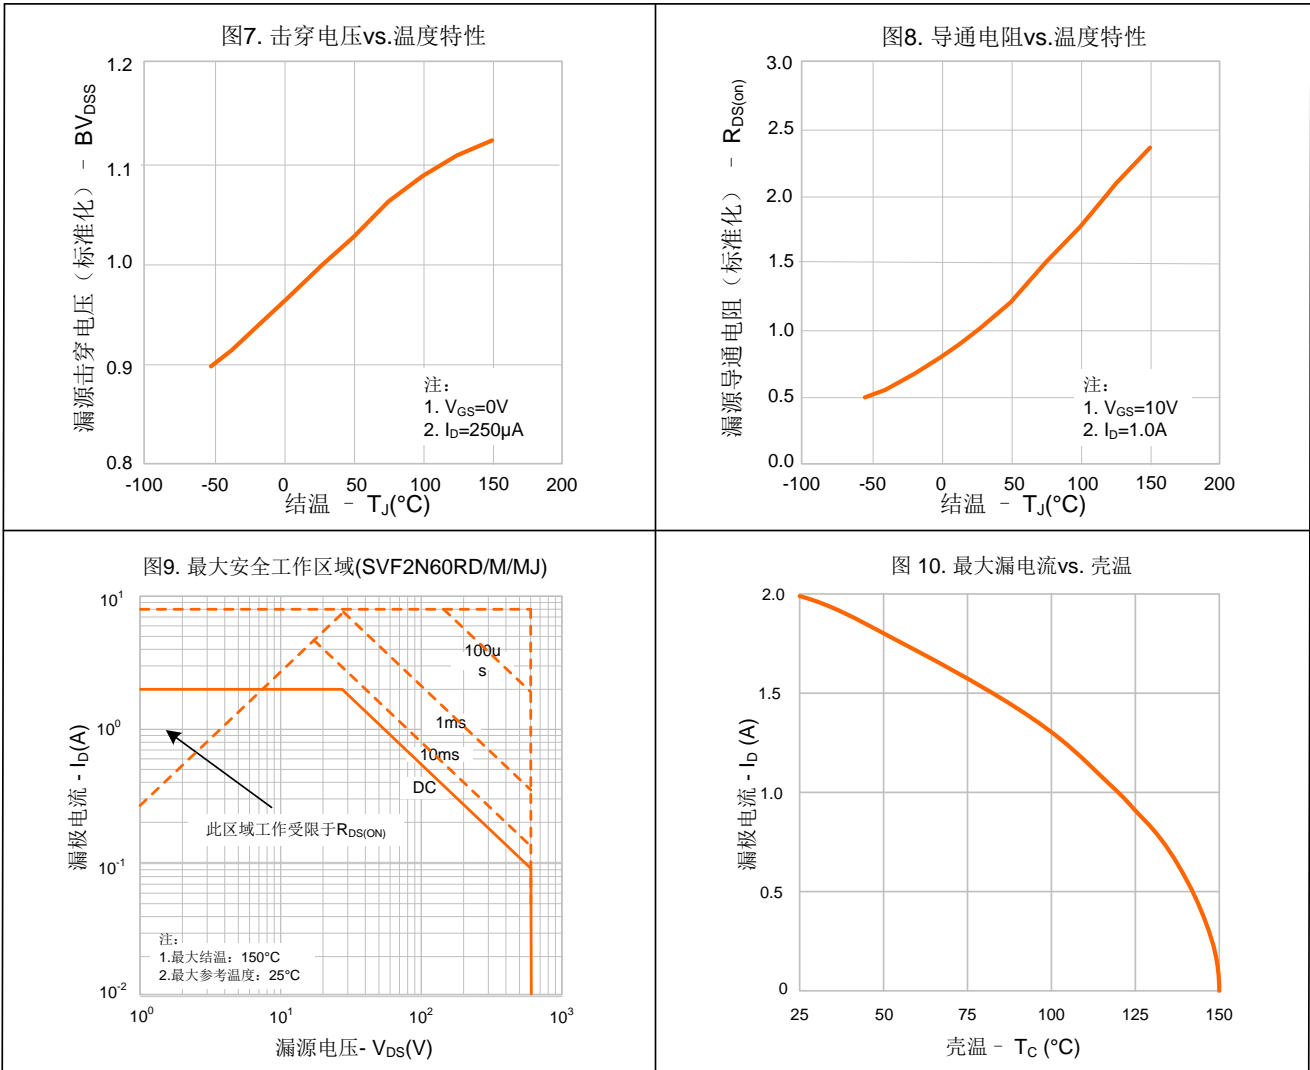 图7. 击穿电压vs.温度特性
漏源击穿电压（标准化） - BVDSS
1.2
1.1
1.0
0.9
0.8
-100 -50 0 50 100 150 200
结温 - TJ(°C)
注：
1. VGS=0V
2. ID=250µA
图8. 导通电阻vs.温度特性
漏源导通电阻（标准化） - RDS(on)
3.0
2.5
2.0
1.5
1.0
0.5
0.0
-100 -50 0 50 100 150 200
结温 - TJ(°C)
注：
1. VGS=10V
2. ID=1.0A
图9. 最大安全工作区域(SVF2N60RD/M/MJ)
漏极电流 - ID(A)
10¹
10⁰
10⁻¹
10⁻²
10⁰ 10¹ 10² 10³
漏源电压- VDS(V)
100u
s
1ms
10ms
DC
此区域工作受限于RDS(ON)
注：
1.最大结温：150°C
2.最大参考温度：25°C
图 10. 最大漏电流vs. 壳温
漏极电流 - ID (A)
2.0
1.5
1.0
0.5
0
25 50 75 100 125 150
壳温 - TC (°C)